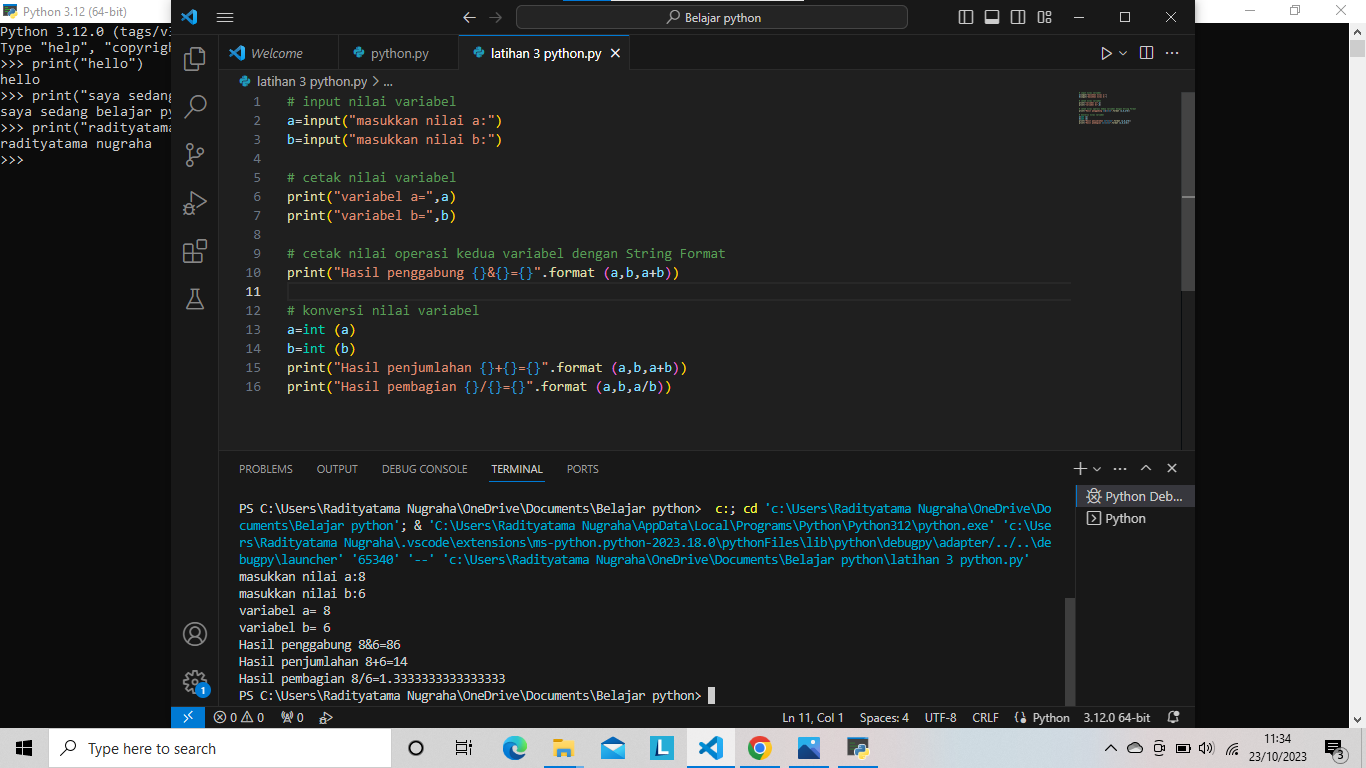 Python 3.12 (64-bit)
Python 3.12.0 (tags/v3
Type "help", "copyrigh
>>> print("hello")
hello
>>> print("saya sedang
saya sedang belajar py
>>> print("radityatama
radityatama nugraha
>>>
Belajar python
Welcome
python.py
latihan 3 python.py
latihan 3 python.py > ...
1 # input nilai variabel
2 a=input("masukkan nilai a:")
3 b=input("masukkan nilai b:")
4
5 # cetak nilai variabel
6 print("variabel a=",a)
7 print("variabel b=",b)
8
9 # cetak nilai operasi kedua variabel dengan String Format
10 print("Hasil penggabung {}&{}={}".format (a,b,a+b))
11
12 # konversi nilai variabel
13 a=int (a)
14 b=int (b)
15 print("Hasil penjumlahan {}+{}={}".format (a,b,a+b))
16 print("Hasil pembagian {}/{}={}".format (a,b,a/b))
PROBLEMS OUTPUT DEBUG CONSOLE TERMINAL PORTS
PS C:\Users\Radityatama Nugraha\OneDrive\Documents\Belajar python>  c:; cd 'c:\Users\Radityatama Nugraha\OneDrive\Do
cuments\Belajar python'; & 'C:\Users\Radityatama Nugraha\AppData\Local\Programs\Python\Python312\python.exe' 'c:\Use
rs\Radityatama Nugraha\.vscode\extensions\ms-python.python-2023.18.0\pythonFiles\lib\python\debugpy\adapter/../..\de
bugpy\launcher' '65340' '--' 'c:\Users\Radityatama Nugraha\OneDrive\Documents\Belajar python\latihan 3 python.py'
masukkan nilai a:8
masukkan nilai b:6
variabel a= 8
variabel b= 6
Hasil penggabung 8&6=86
Hasil penjumlahan 8+6=14
Hasil pembagian 8/6=1.3333333333333333
PS C:\Users\Radityatama Nugraha\OneDrive\Documents\Belajar python>
Python Deb...
Python
1
0 0 0 Ln 11, Col 1 Spaces: 4 UTF-8 CRLF Python 3.12.0 64-bit
Type here to search
L
11:34
23/10/2023
3